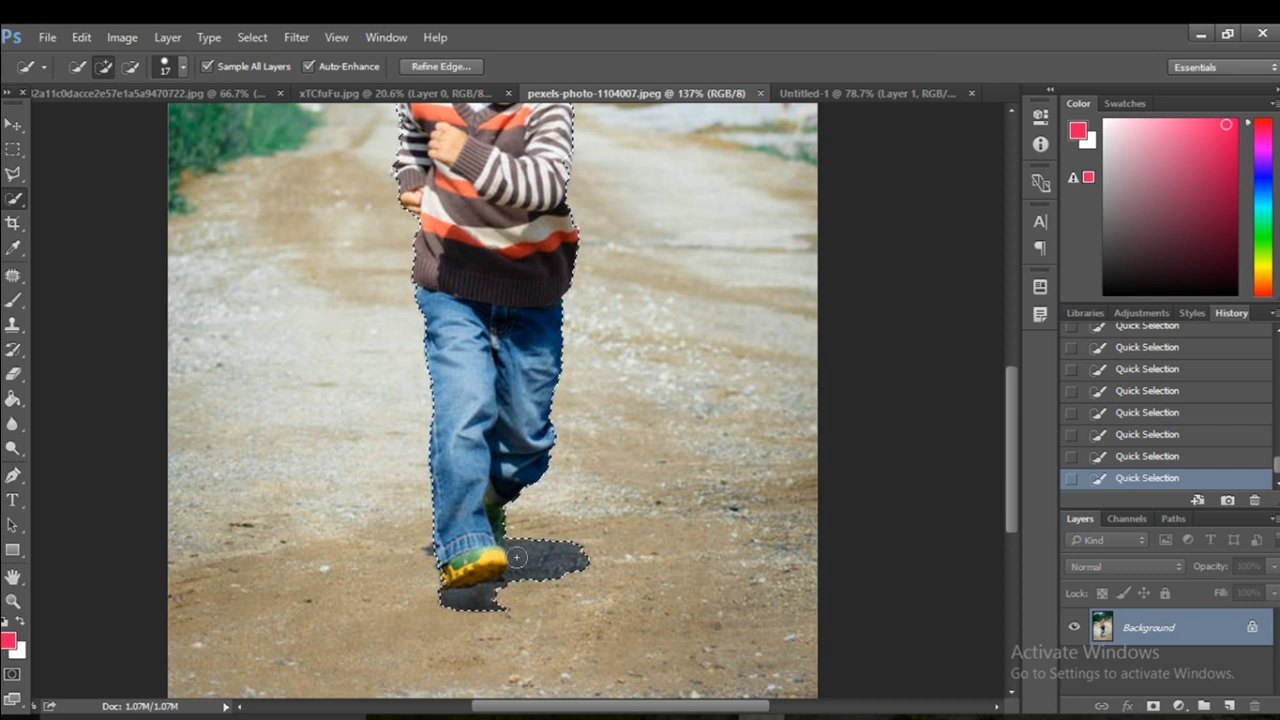 Ps File Edit Image Layer Type Select Filter View Window Help
17 Sample All Layers Auto-Enhance Refine Edge... Essentials
2a11c0dacce2e57e1a5a9470722.jpg @ 66.7% (... × xTCfuFu.jpg @ 20.6% (Layer 0, RGB/8... × pexels-photo-1104007.jpeg @ 137% (RGB/8) × Untitled-1 @ 78.7% (Layer 1, RGB/... ×
Color Swatches
Libraries Adjustments Styles History
Quick Selection
Quick Selection
Quick Selection
Quick Selection
Quick Selection
Quick Selection
Quick Selection
Quick Selection
Layers Channels Paths
Kind
Normal Opacity: 100%
Lock: Fill: 100%
Background
Activate Windows
Go to Settings to activate Windows.
% Doc: 1.07M/1.07M